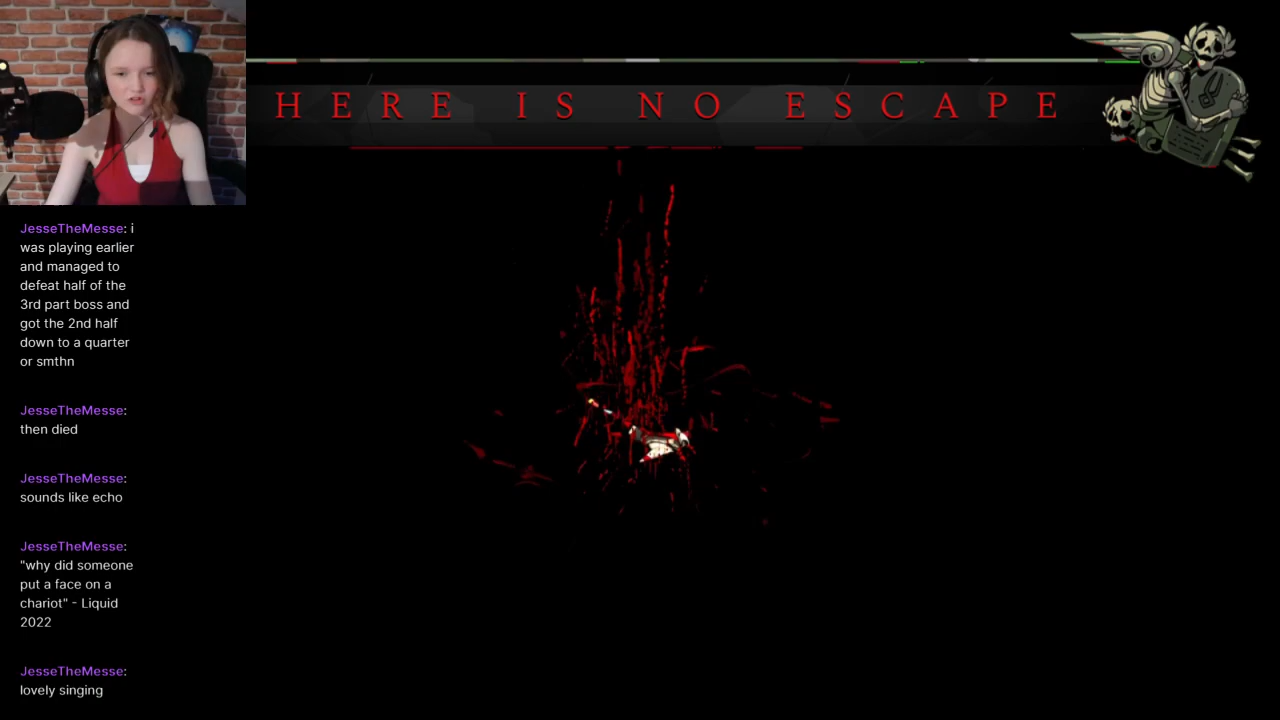 HERE IS NO ESCAPE
JesseTheMesse: i
was playing earlier
and managed to
defeat half of the
3rd part boss and
got the 2nd half
down to a quarter
or smthn
JesseTheMesse:
then died
JesseTheMesse:
sounds like echo
JesseTheMesse:
"why did someone
put a face on a
chariot" - Liquid
2022
JesseTheMesse:
lovely singing